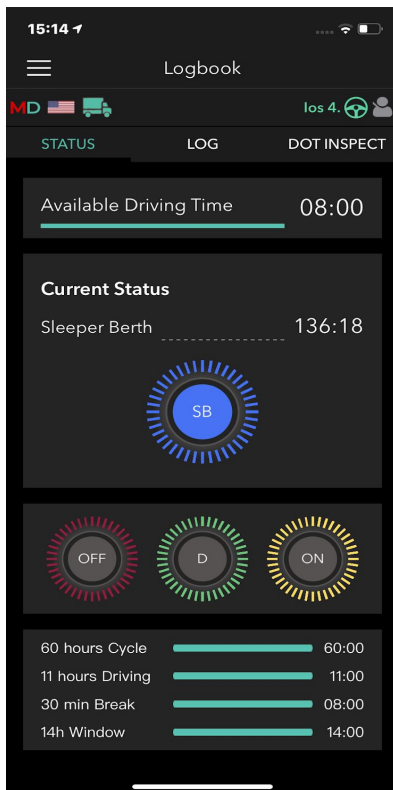 15:14
Logbook
MD
Ios 4.
STATUS LOG DOT INSPECT
Available Driving Time 08:00
Current Status
Sleeper Berth 136:18
SB
OFF D ON
60 hours Cycle 60:00
11 hours Driving 11:00
30 min Break 08:00
14h Window 14:00